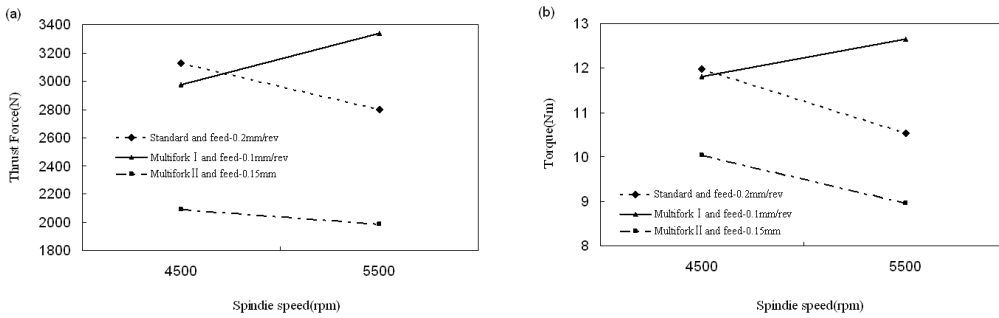 (a)
3400
3200
3000
2800
2600
2400
2200
2000
1800
Thrust Force(N)
Standard and feed-0.2mm/rev
Multifork Ⅰ and feed-0.1mm/rev
Multifork Ⅱ and feed-0.15mm
4500
5500
Spindie speed(rpm)
(b)
13
12
11
10
9
8
Torque(Nm)
Standard and feed-0.2mm/rev
Multifork Ⅰ and feed-0.1mm/rev
Multifork Ⅱ and feed-0.15mm
4500
5500
Spindie speed(rpm)